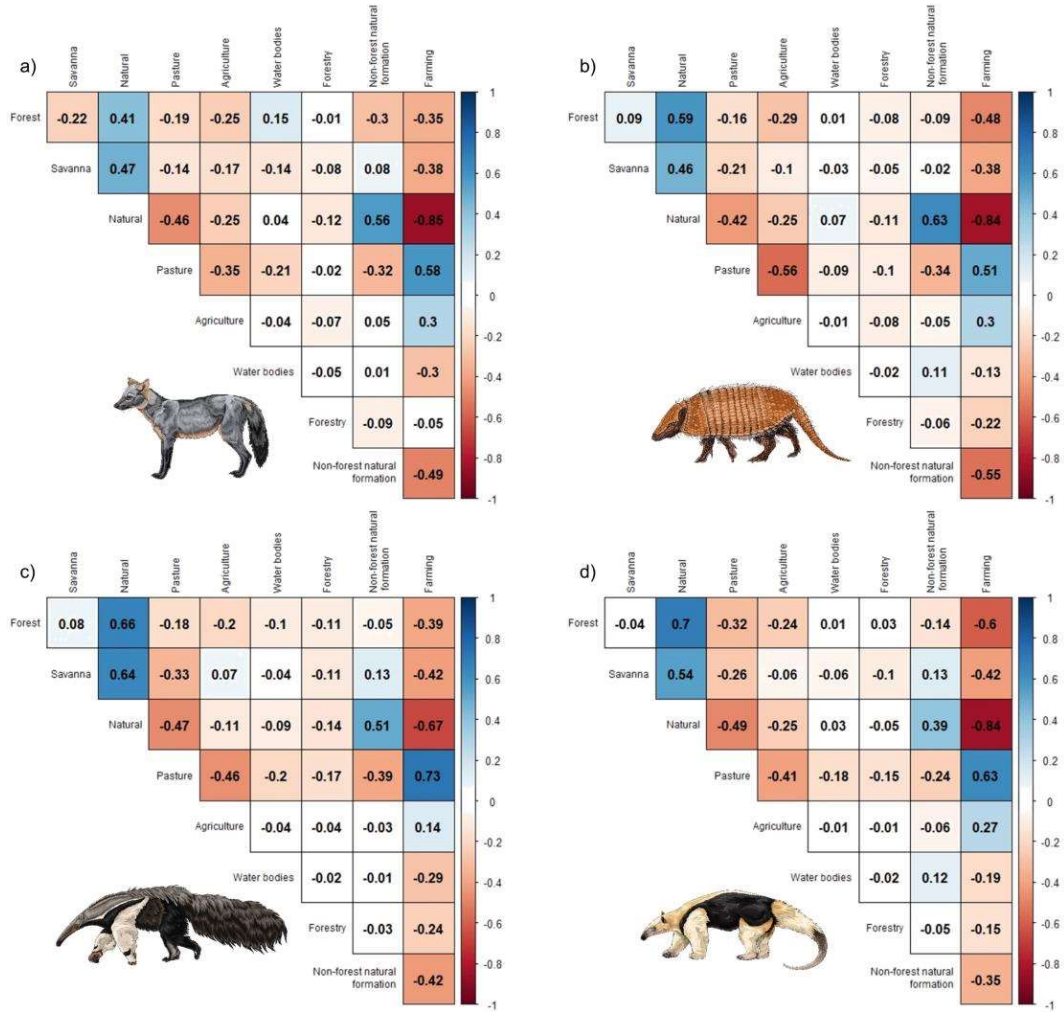 a)
Savanna
Natural
Pasture
Agriculture
Water bodies
Forestry
Non-forest natural
formation
Farming
Forest -0.22 0.41 -0.19 -0.25 0.15 -0.01 -0.3 -0.35
Savanna 0.47 -0.14 -0.17 -0.14 -0.08 0.08 -0.38
Natural -0.46 -0.25 0.04 -0.12 0.56 -0.85
Pasture -0.35 -0.21 -0.02 -0.32 0.58
Agriculture -0.04 -0.07 0.05 0.3
Water bodies -0.05 0.01 -0.3
Forestry -0.09 -0.05
Non-forest natural
formation -0.49
1
0.8
0.6
0.4
0.2
0
-0.2
-0.4
-0.6
-0.8
-1
b)
Savanna
Natural
Pasture
Agriculture
Water bodies
Forestry
Non-forest natural
formation
Farming
Forest 0.09 0.59 -0.16 -0.29 0.01 -0.08 -0.09 -0.48
Savanna 0.46 -0.21 -0.1 -0.03 -0.05 -0.02 -0.38
Natural -0.42 -0.25 0.07 -0.11 0.63 -0.84
Pasture -0.56 -0.09 -0.1 -0.34 0.51
Agriculture -0.01 -0.08 -0.05 0.3
Water bodies -0.02 0.11 -0.13
Forestry -0.06 -0.22
Non-forest natural
formation -0.55
1
0.8
0.6
0.4
0.2
0
-0.2
-0.4
-0.6
-0.8
-1
c)
Savanna
Natural
Pasture
Agriculture
Water bodies
Forestry
Non-forest natural
formation
Farming
Forest 0.08 0.66 -0.18 -0.2 -0.1 -0.11 -0.05 -0.39
Savanna 0.64 -0.33 0.07 -0.04 -0.11 0.13 -0.42
Natural -0.47 -0.11 -0.09 -0.14 0.51 -0.67
Pasture -0.46 -0.2 -0.17 -0.39 0.73
Agriculture -0.04 -0.04 -0.03 0.14
Water bodies -0.02 -0.01 -0.29
Forestry -0.03 -0.24
Non-forest natural
formation -0.42
1
0.8
0.6
0.4
0.2
0
-0.2
-0.4
-0.6
-0.8
-1
d)
Savanna
Natural
Pasture
Agriculture
Water bodies
Forestry
Non-forest natural
formation
Farming
Forest -0.04 0.7 -0.32 -0.24 0.01 0.03 -0.14 -0.6
Savanna 0.54 -0.26 -0.06 -0.06 -0.1 0.13 -0.42
Natural -0.49 -0.25 0.03 -0.05 0.39 -0.84
Pasture -0.41 -0.18 -0.15 -0.24 0.63
Agriculture -0.01 -0.01 -0.06 0.27
Water bodies -0.02 0.12 -0.19
Forestry -0.05 -0.15
Non-forest natural
formation -0.35
1
0.8
0.6
0.4
0.2
0
-0.2
-0.4
-0.6
-0.8
-1